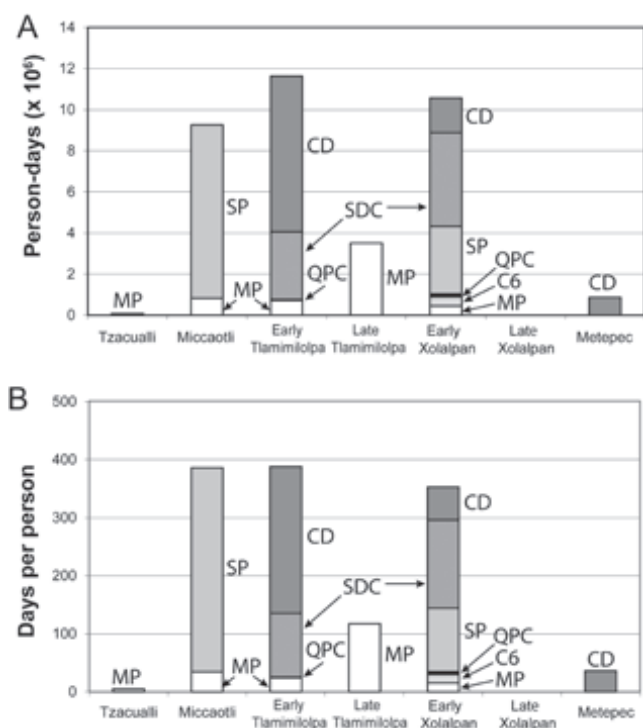 A
Person-days (x 10⁶)
14
12
10
8
6
4
2
0
MP
SP
MP
CD
SDC
QPC
MP
CD
SP
QPC
C6
MP
CD
Tzacualli
Miccaotli
Early Tlamimilolpa
Late Tlamimilolpa
Early Xolalpan
Late Xolalpan
Metepec
B
Days per person
500
400
300
200
100
0
MP
SP
MP
CD
SDC
QPC
MP
CD
SP
QPC
C6
MP
CD
Tzacualli
Miccaotli
Early Tlamimilolpa
Late Tlamimilolpa
Early Xolalpan
Late Xolalpan
Metepec